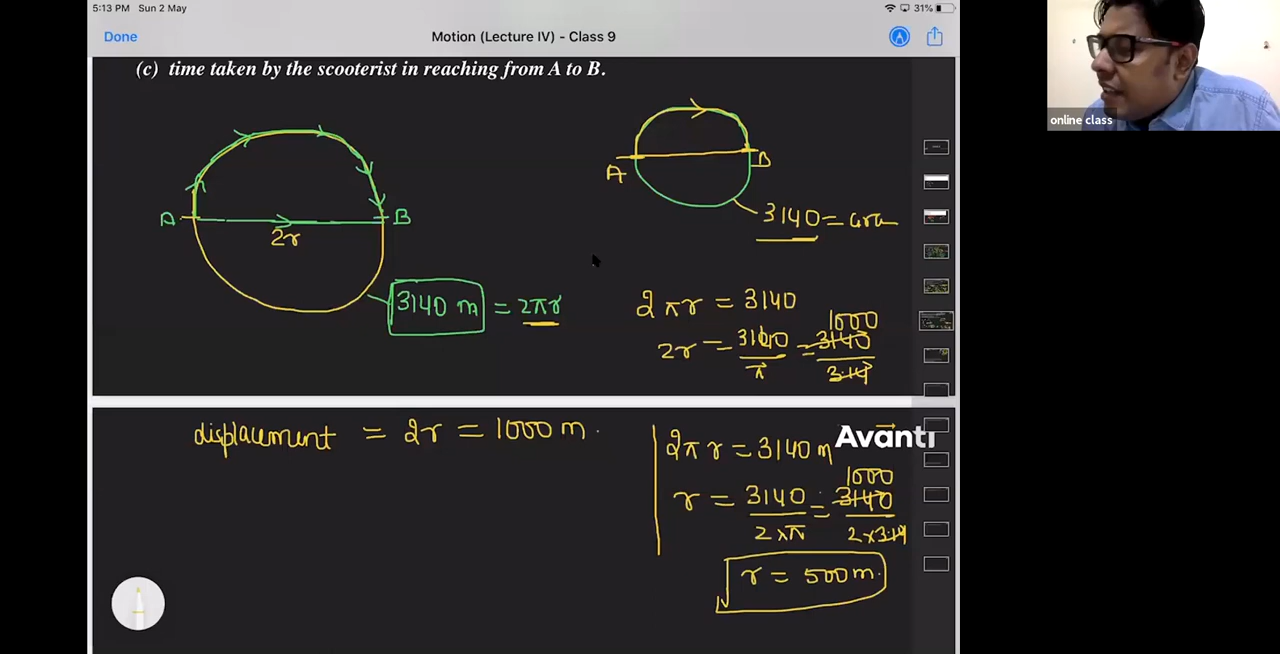 5:13 PM Sun 2 May
31%
Done
Motion (Lecture IV) - Class 9
(c) time taken by the scooterist in reaching from A to B.
A
B
2r
3140 m = 2πr
A
B
3140 =
2πr = 3140
1000
2r = 3140/π = 3140/3.14
displacement = 2r = 1000 m.
2πr = 3140 m
1000
r = 3140/2×π = 3140/2×3.14
r = 500 m.
Avanti
online class